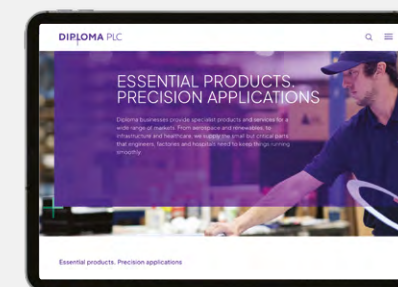 DIPLOMA PLC
ESSENTIAL PRODUCTS.
PRECISION APPLICATIONS
Diploma businesses provide specialist products and services for a
wide range of markets. From aerospace and renewables, to
infrastructure and healthcare, we supply the small but critical parts
that engineers, factories and hospitals need to keep things running
smoothly
Essential products. Precision applications